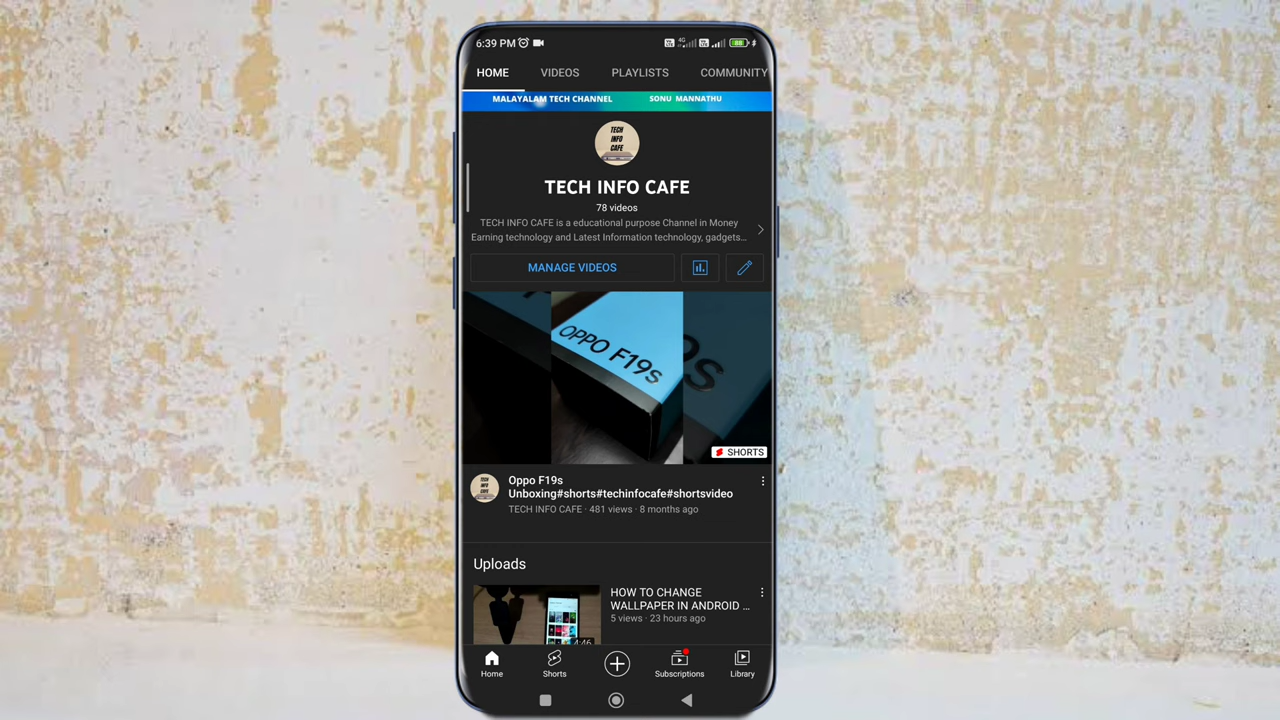 6:39 PM
HOME VIDEOS PLAYLISTS COMMUNITY
MALAYALAM TECH CHANNEL SONU MANNATHU
TECH
INFO
CAFE
TECH INFO CAFE
78 videos
TECH INFO CAFE is a educational purpose Channel in Money
Earning technology and Latest Information technology, gadgets...
MANAGE VIDEOS
OPPO F19s
SHORTS
Oppo F19s
Unboxing#shorts#techinfocafe#shortsvideo
TECH INFO CAFE · 481 views · 8 months ago
Uploads
HOW TO CHANGE
WALLPAPER IN ANDROID ...
5 views · 23 hours ago
4:46
Home Shorts Subscriptions Library